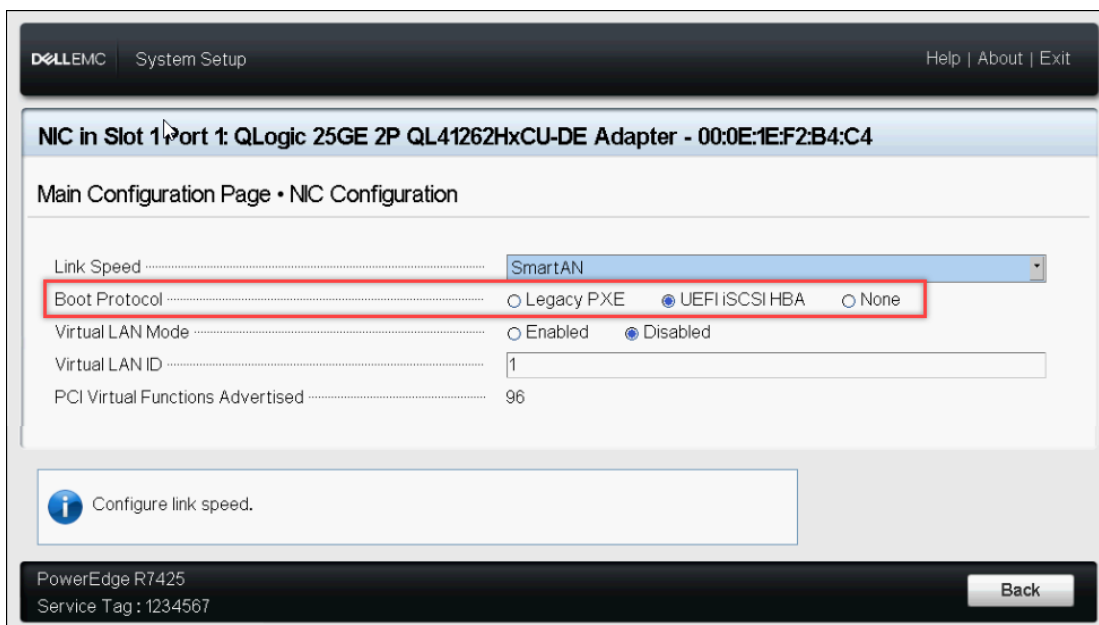 DELLEMC System Setup Help | About | Exit
NIC in Slot 1 Port 1: QLogic 25GE 2P QL41262HxCU-DE Adapter - 00:0E:1E:F2:B4:C4
Main Configuration Page • NIC Configuration
Link Speed SmartAN
Boot Protocol Legacy PXE UEFI iSCSI HBA None
Virtual LAN Mode Enabled Disabled
Virtual LAN ID 1
PCI Virtual Functions Advertised 96
Configure link speed.
PowerEdge R7425
Service Tag : 1234567
Back